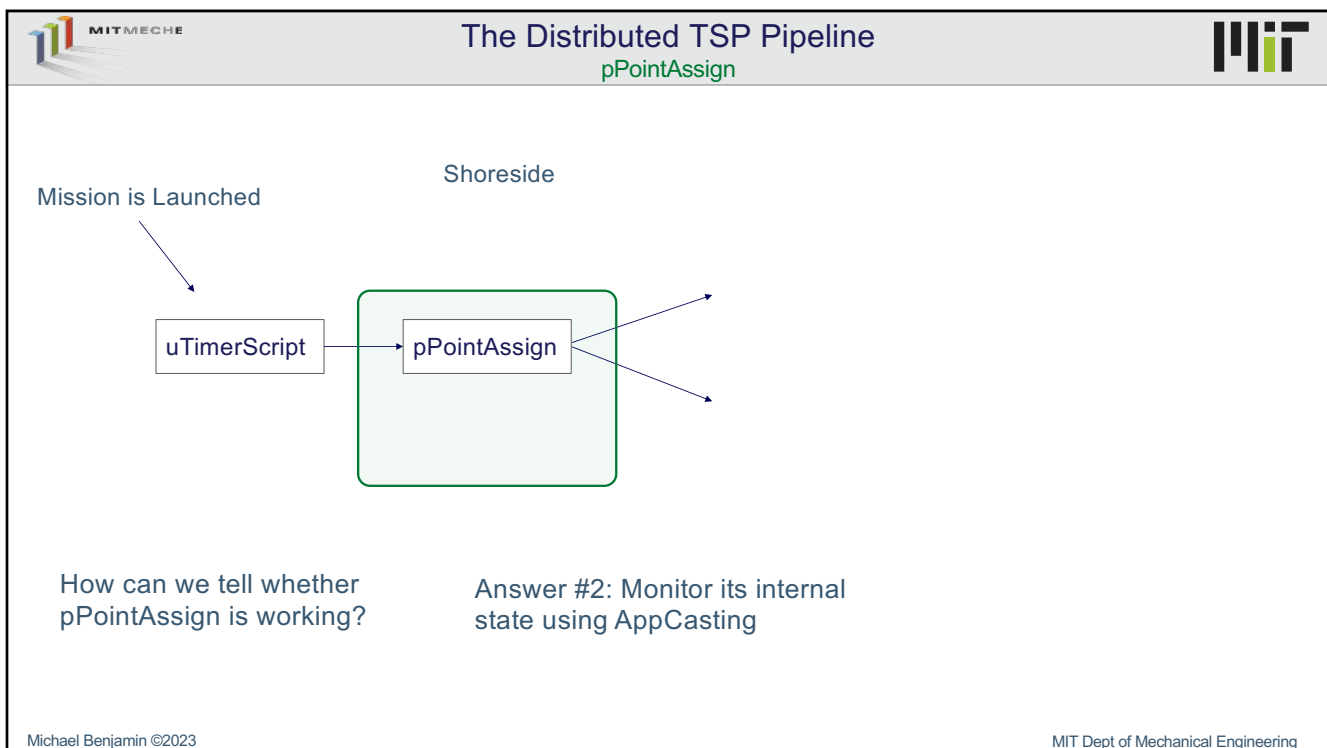 MITMECHE
The Distributed TSP Pipeline
pPointAssign
MIT
Shoreside
Mission is Launched
uTimerScript
pPointAssign
How can we tell whether
pPointAssign is working?
Answer #2: Monitor its internal
state using AppCasting
Michael Benjamin ©2023
MIT Dept of Mechanical Engineering